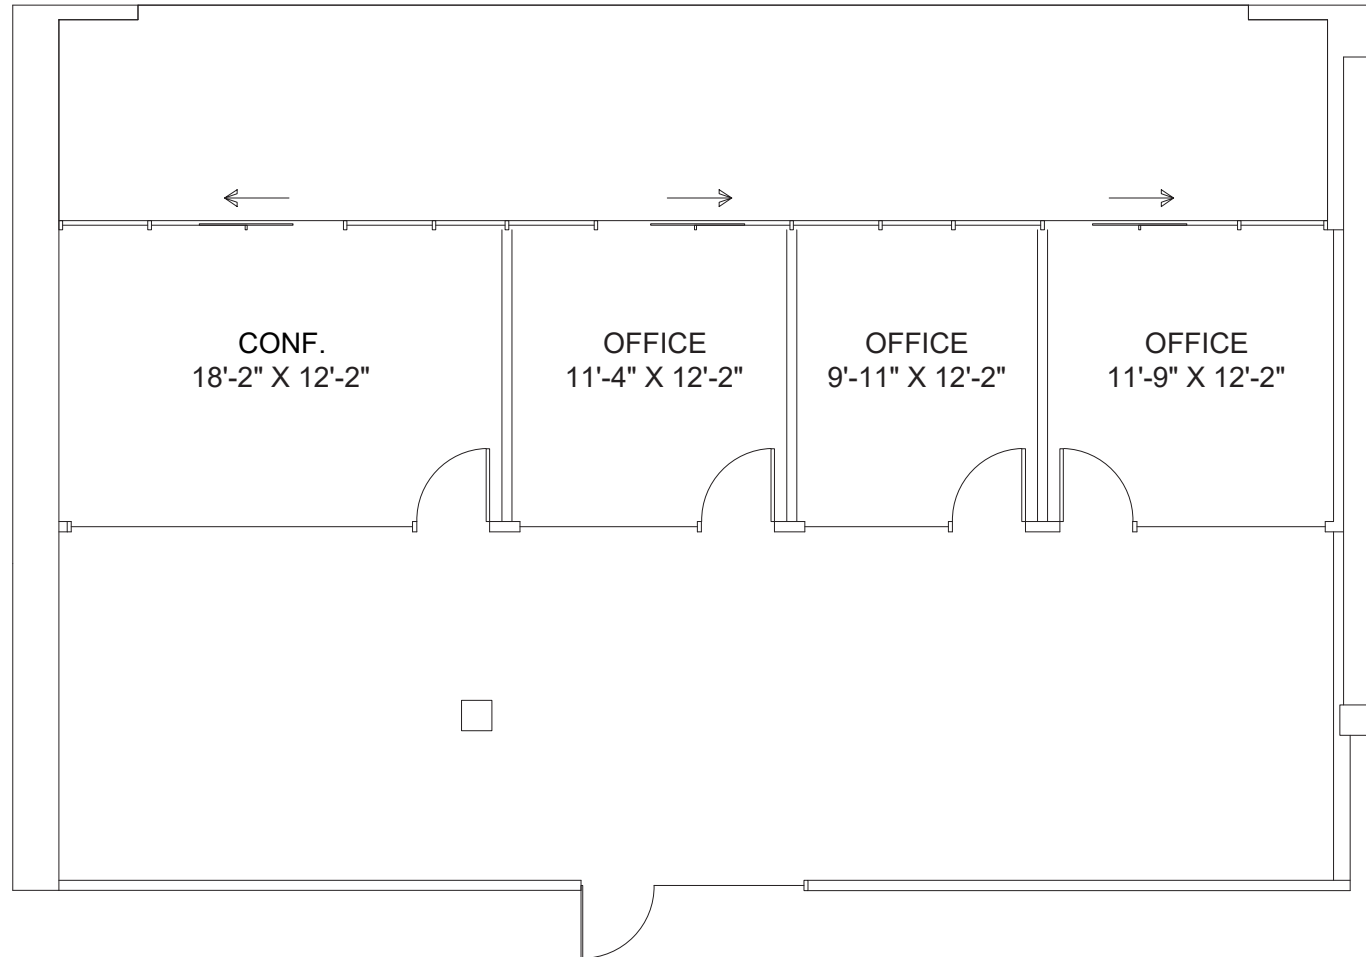 CONF.
18'-2" X 12'-2"
OFFICE
11'-4" X 12'-2"
OFFICE
9'-11" X 12'-2"
OFFICE
11'-9" X 12'-2"